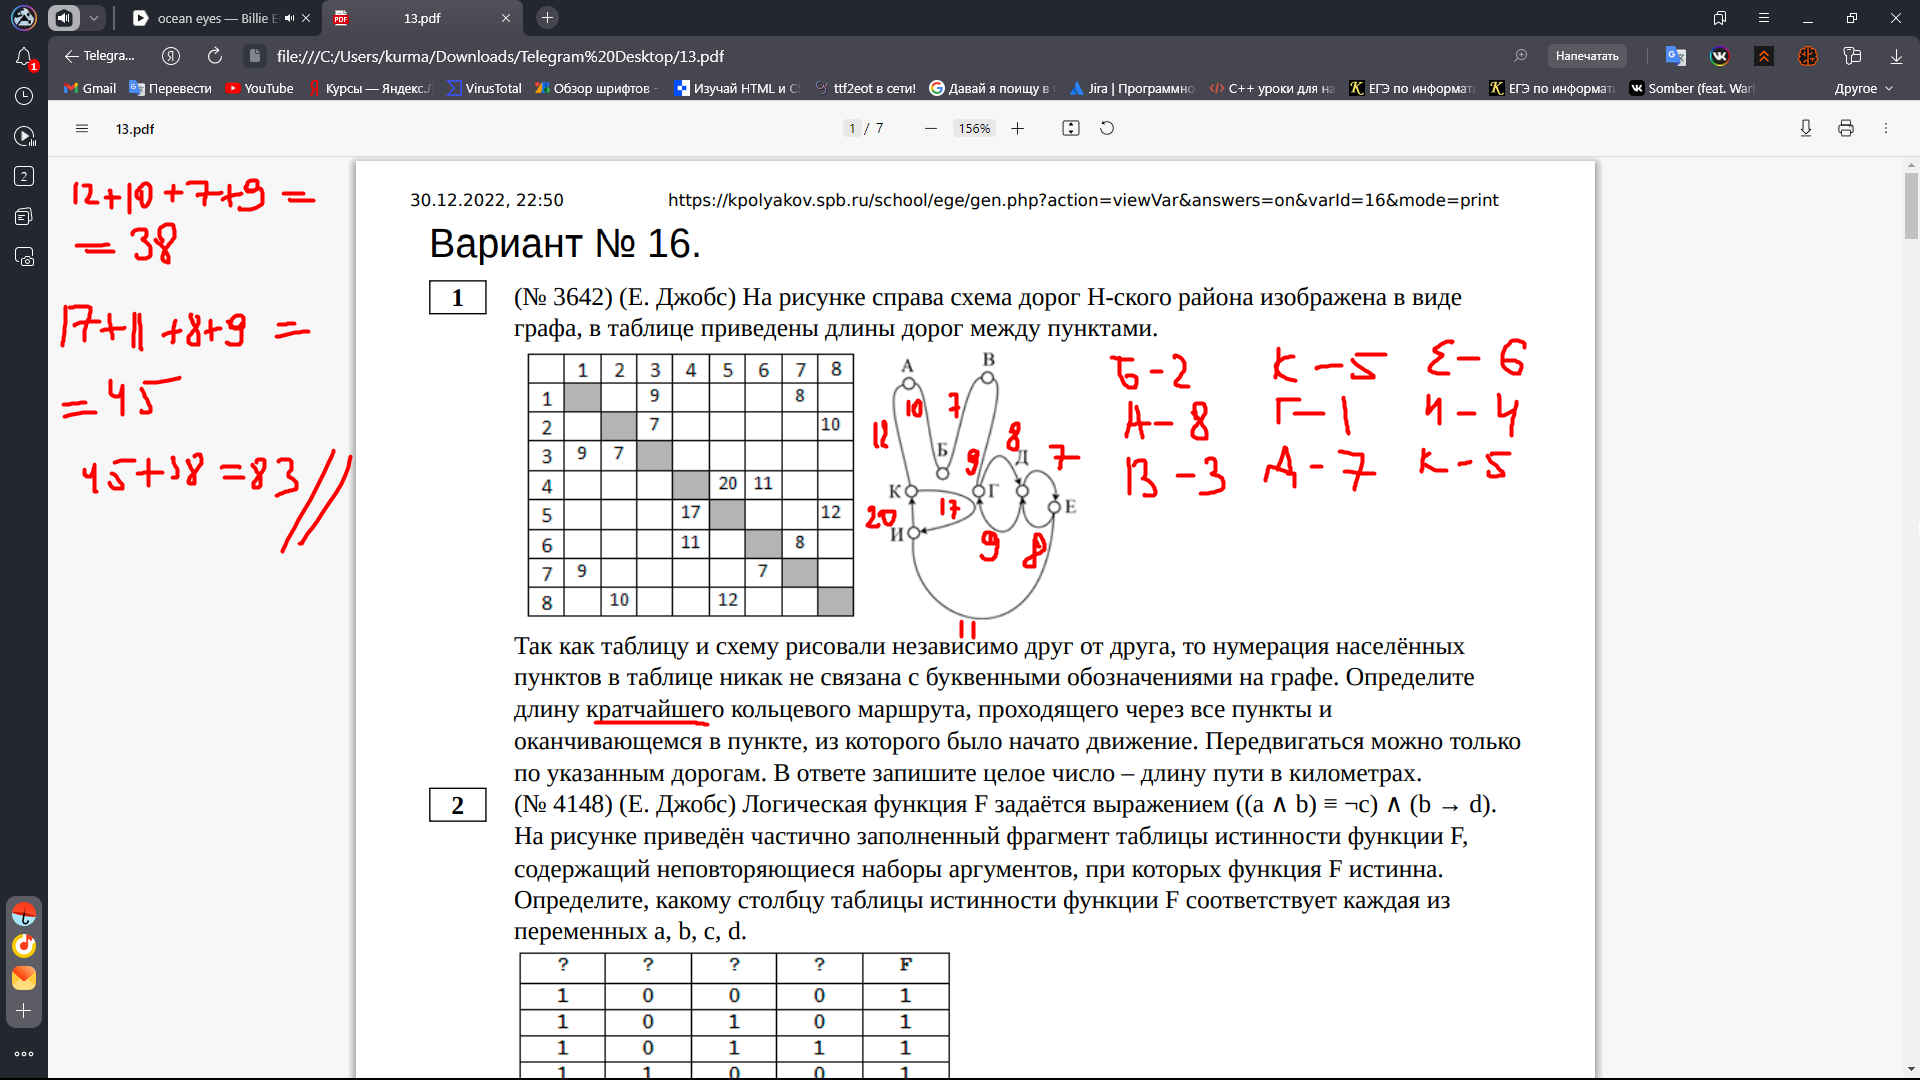 ocean eyes — Billie E
13.pdf
1
Telegra...
file:///C:/Users/kurma/Downloads/Telegram%20Desktop/13.pdf
Напечатать
Gmail Перевести YouTube Курсы — Яндекс. VirusTotal Обзор шрифтов - Изучай HTML и CS ttf2eot в сети! Давай я поищу в Jira | Программно C++ уроки для на ЕГЭ по информати ЕГЭ по информати Somber (feat. Warl Другое
13.pdf
1 / 7
156%
2
12+10+7+9=
= 38
17+11+8+9=
= 45
45+38=83
30.12.2022, 22:50 https://kpolyakov.spb.ru/school/ege/gen.php?action=viewVar&answers=on&varId=16&mode=print
Вариант № 16.
1 (№ 3642) (Е. Джобс) На рисунке справа схема дорог Н-ского района изображена в виде
графа, в таблице приведены длины дорог между пунктами.
1 2 3 4 5 6 7 8
1 9 8
2 7 10
3 9 7
4 20 11
5 17 12
6 11 8
7 9 7
8 10 12
А В
10 7
12
Б 9 8 Д 7
К Г Е
20 17
И 9 8
11
Б-2 К-5 Е-6
А-8 Г-1 И-4
В-3 Д-7 К-5
Так как таблицу и схему рисовали независимо друг от друга, то нумерация населённых
пунктов в таблице никак не связана с буквенными обозначениями на графе. Определите
длину кратчайшего кольцевого маршрута, проходящего через все пункты и
оканчивающемся в пункте, из которого было начато движение. Передвигаться можно только
по указанным дорогам. В ответе запишите целое число – длину пути в километрах.
2 (№ 4148) (Е. Джобс) Логическая функция F задаётся выражением ((a ∧ b) ≡ ¬c) ∧ (b → d).
На рисунке приведён частично заполненный фрагмент таблицы истинности функции F,
содержащий неповторяющиеся наборы аргументов, при которых функция F истинна.
Определите, какому столбцу таблицы истинности функции F соответствует каждая из
переменных a, b, c, d.
? ? ? ? F
1 0 0 0 1
1 0 1 0 1
1 0 1 1 1
1 1 0 0 1